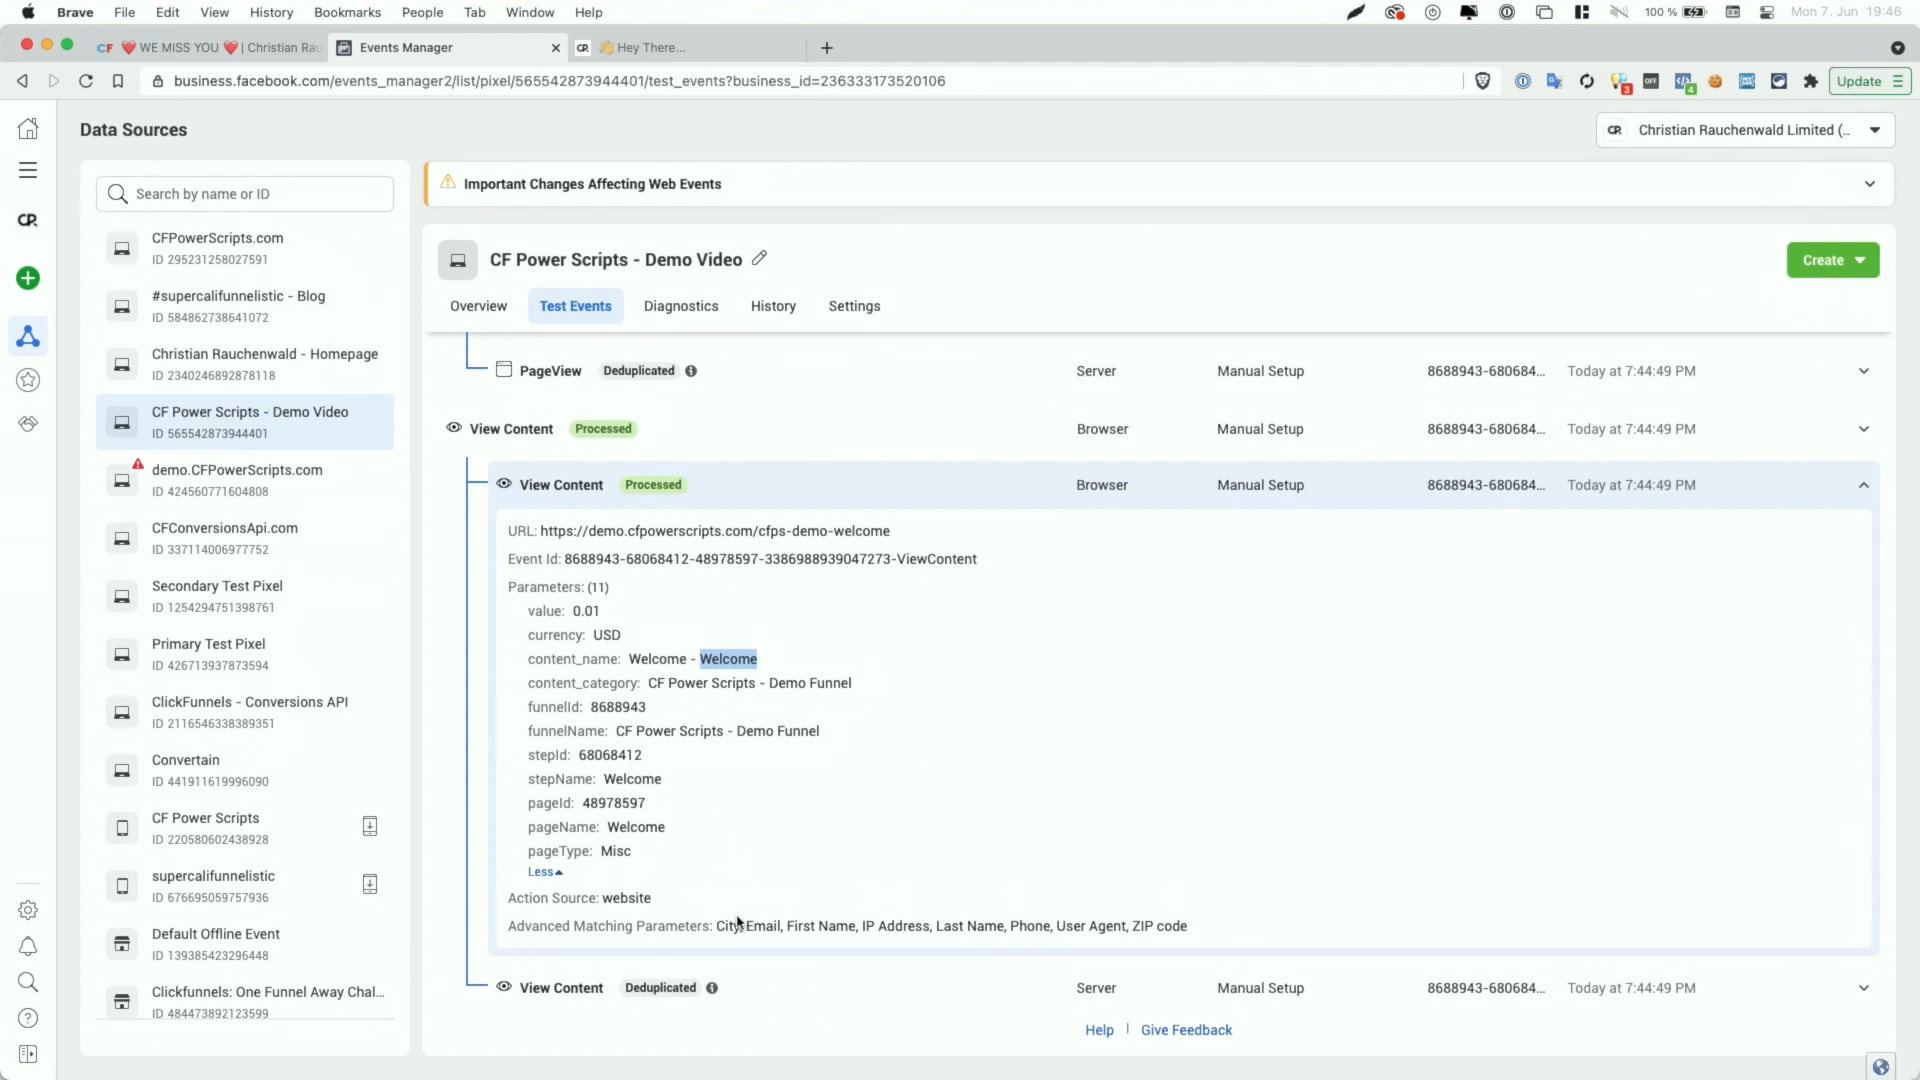 Brave File Edit View History Bookmarks People Tab Window Help 100 % Mon 7. Jun 19:46
CF ❤️ WE MISS YOU ❤️ | Christian Rau
Events Manager
CR 👋 Hey There...
business.facebook.com/events_manager2/list/pixel/565542873944401/test_events?business_id=236333173520106
3
OFF
4
Update
Data Sources
CR Christian Rauchenwald Limited (...
CR
Search by name or ID
CFPowerScripts.com
ID 295231258027591
#supercalifunnelistic - Blog
ID 584862738641072
Christian Rauchenwald - Homepage
ID 2340246892878118
CF Power Scripts - Demo Video
ID 565542873944401
demo.CFPowerScripts.com
ID 424560771604808
CFConversionsApi.com
ID 337114006977752
Secondary Test Pixel
ID 1254294751398761
Primary Test Pixel
ID 426713937873594
ClickFunnels - Conversions API
ID 2116546338389351
Convertain
ID 441911619996090
CF Power Scripts
ID 220580602438928
supercalifunnelistic
ID 676695059757936
Default Offline Event
ID 139385423296448
Clickfunnels: One Funnel Away Chal...
ID 484473892123599
Important Changes Affecting Web Events
CF Power Scripts - Demo Video
Create
Overview Test Events Diagnostics History Settings
PageView Deduplicated Server Manual Setup 8688943-680684... Today at 7:44:49 PM
View Content Processed Browser Manual Setup 8688943-680684... Today at 7:44:49 PM
View Content Processed Browser Manual Setup 8688943-680684... Today at 7:44:49 PM
URL: https://demo.cfpowerscripts.com/cfps-demo-welcome
Event Id: 8688943-68068412-48978597-3386988939047273-ViewContent
Parameters: (11)
value: 0.01
currency: USD
content_name: Welcome - Welcome
content_category: CF Power Scripts - Demo Funnel
funnelId: 8688943
funnelName: CF Power Scripts - Demo Funnel
stepId: 68068412
stepName: Welcome
pageId: 48978597
pageName: Welcome
pageType: Misc
Less
Action Source: website
Advanced Matching Parameters: City, Email, First Name, IP Address, Last Name, Phone, User Agent, ZIP code
View Content Deduplicated Server Manual Setup 8688943-680684... Today at 7:44:49 PM
Help | Give Feedback